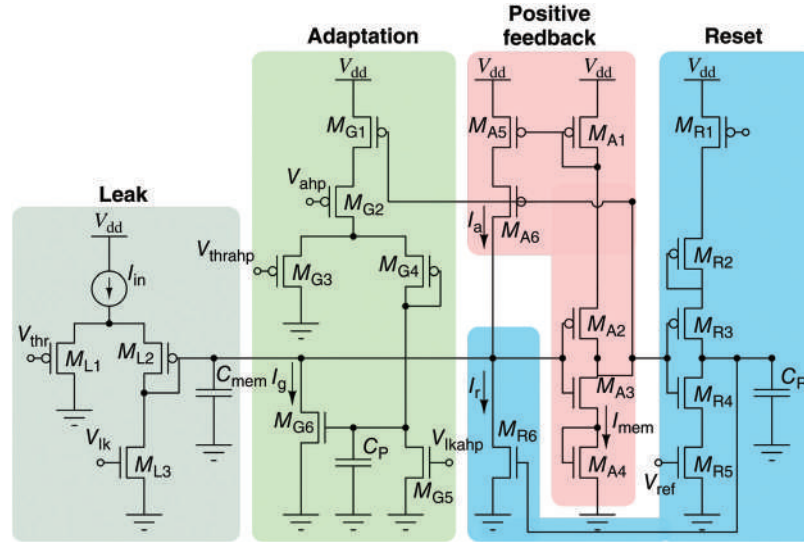 Positive
Adaptation feedback Reset
Vdd Vdd Vdd Vdd
MG1 MA5 MA1 MR1
Leak Vahp
MG2
Vdd Ia MA6
Vthrahp MG3 MG4 MR2
Iin
Vthr MA2 MR3
ML1 ML2
Cmem Ig Ir MA3 CP
MG6 MR6 Imem MR4
Vlk CP Vlkahp
ML3 MA4 MR5
MG5 Vref